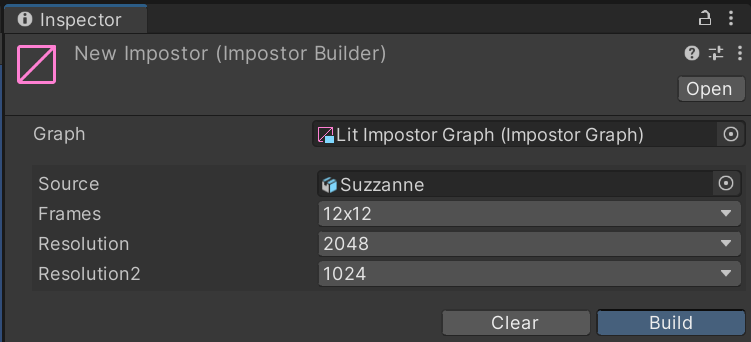 Inspector
New Impostor (Impostor Builder)
Open
Graph Lit Impostor Graph (Impostor Graph)
Source Suzzanne
Frames 12x12
Resolution 2048
Resolution2 1024
Clear Build